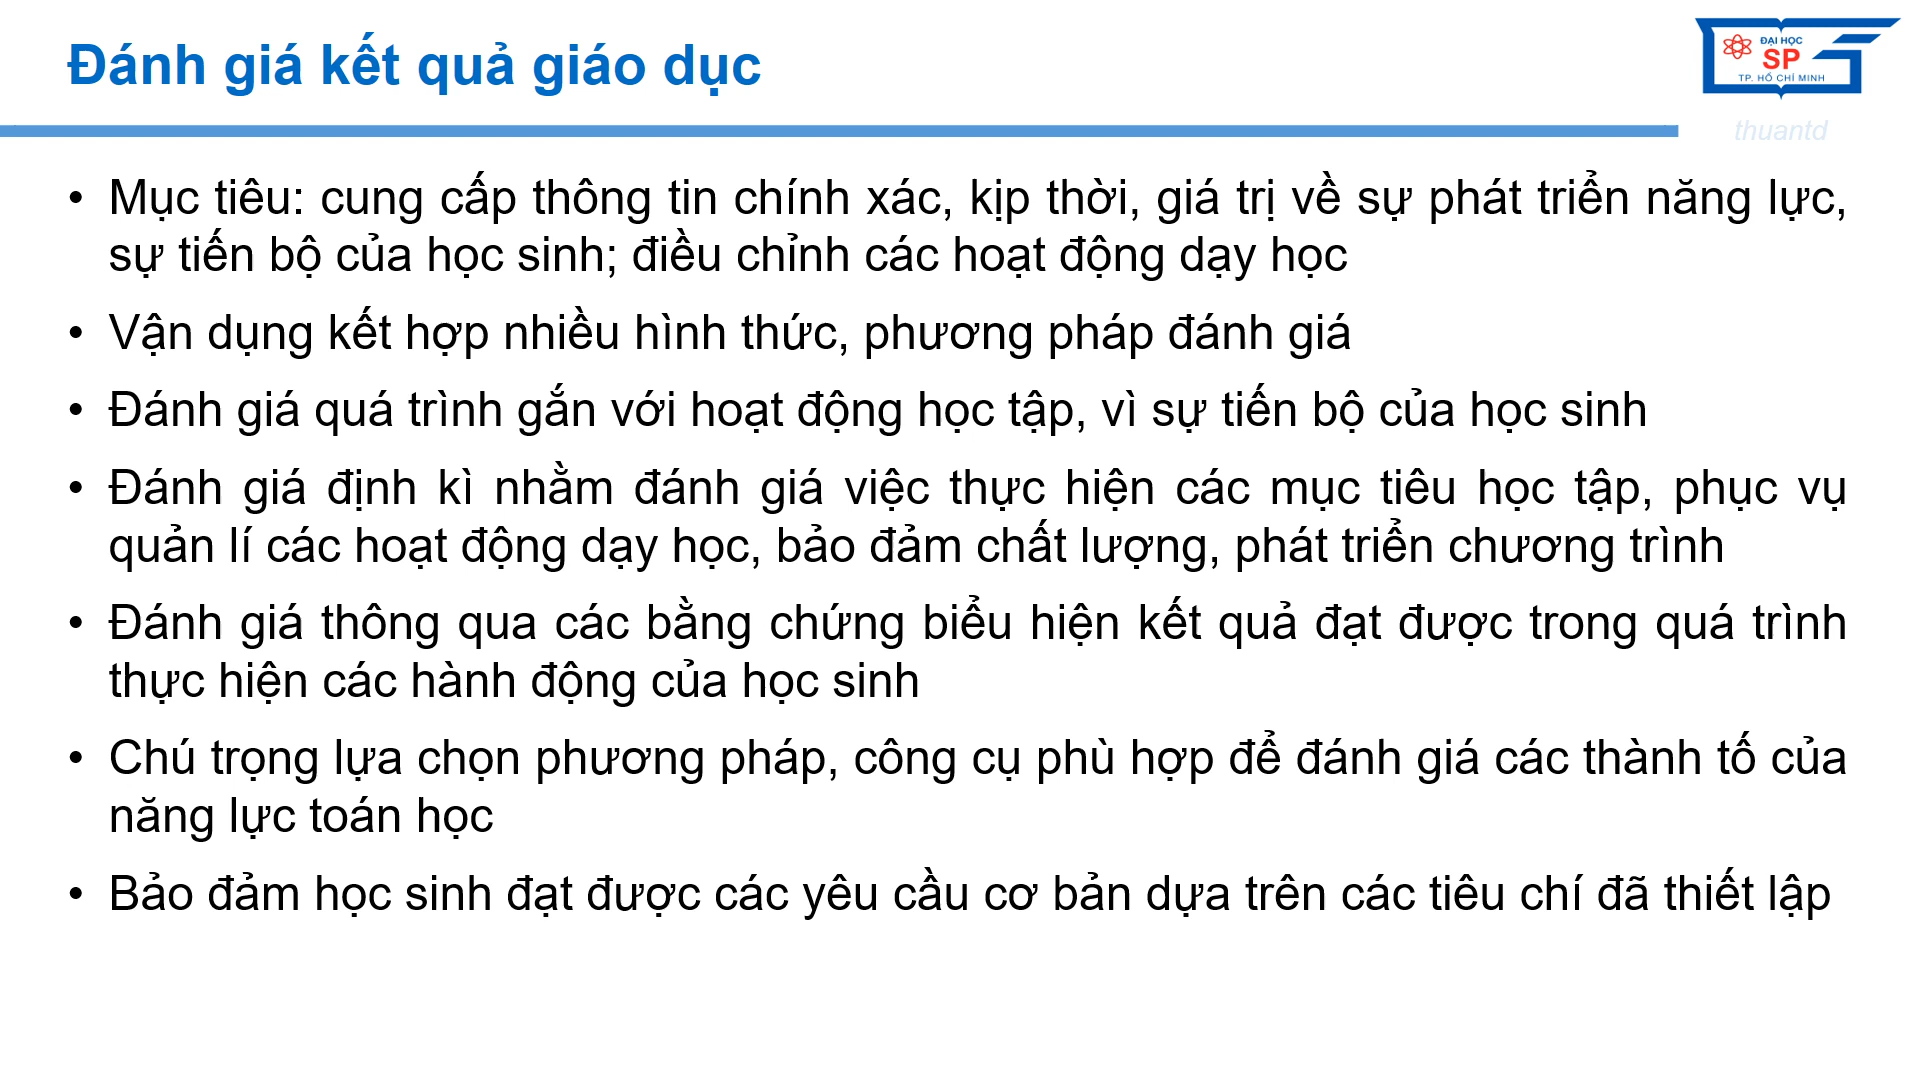 Đánh giá kết quả giáo dục
ĐẠI HỌC
SP
TP. HỒ CHÍ MINH
thuantd
• Mục tiêu: cung cấp thông tin chính xác, kịp thời, giá trị về sự phát triển năng lực,
sự tiến bộ của học sinh; điều chỉnh các hoạt động dạy học
• Vận dụng kết hợp nhiều hình thức, phương pháp đánh giá
• Đánh giá quá trình gắn với hoạt động học tập, vì sự tiến bộ của học sinh
• Đánh giá định kì nhằm đánh giá việc thực hiện các mục tiêu học tập, phục vụ
quản lí các hoạt động dạy học, bảo đảm chất lượng, phát triển chương trình
• Đánh giá thông qua các bằng chứng biểu hiện kết quả đạt được trong quá trình
thực hiện các hành động của học sinh
• Chú trọng lựa chọn phương pháp, công cụ phù hợp để đánh giá các thành tố của
năng lực toán học
• Bảo đảm học sinh đạt được các yêu cầu cơ bản dựa trên các tiêu chí đã thiết lập